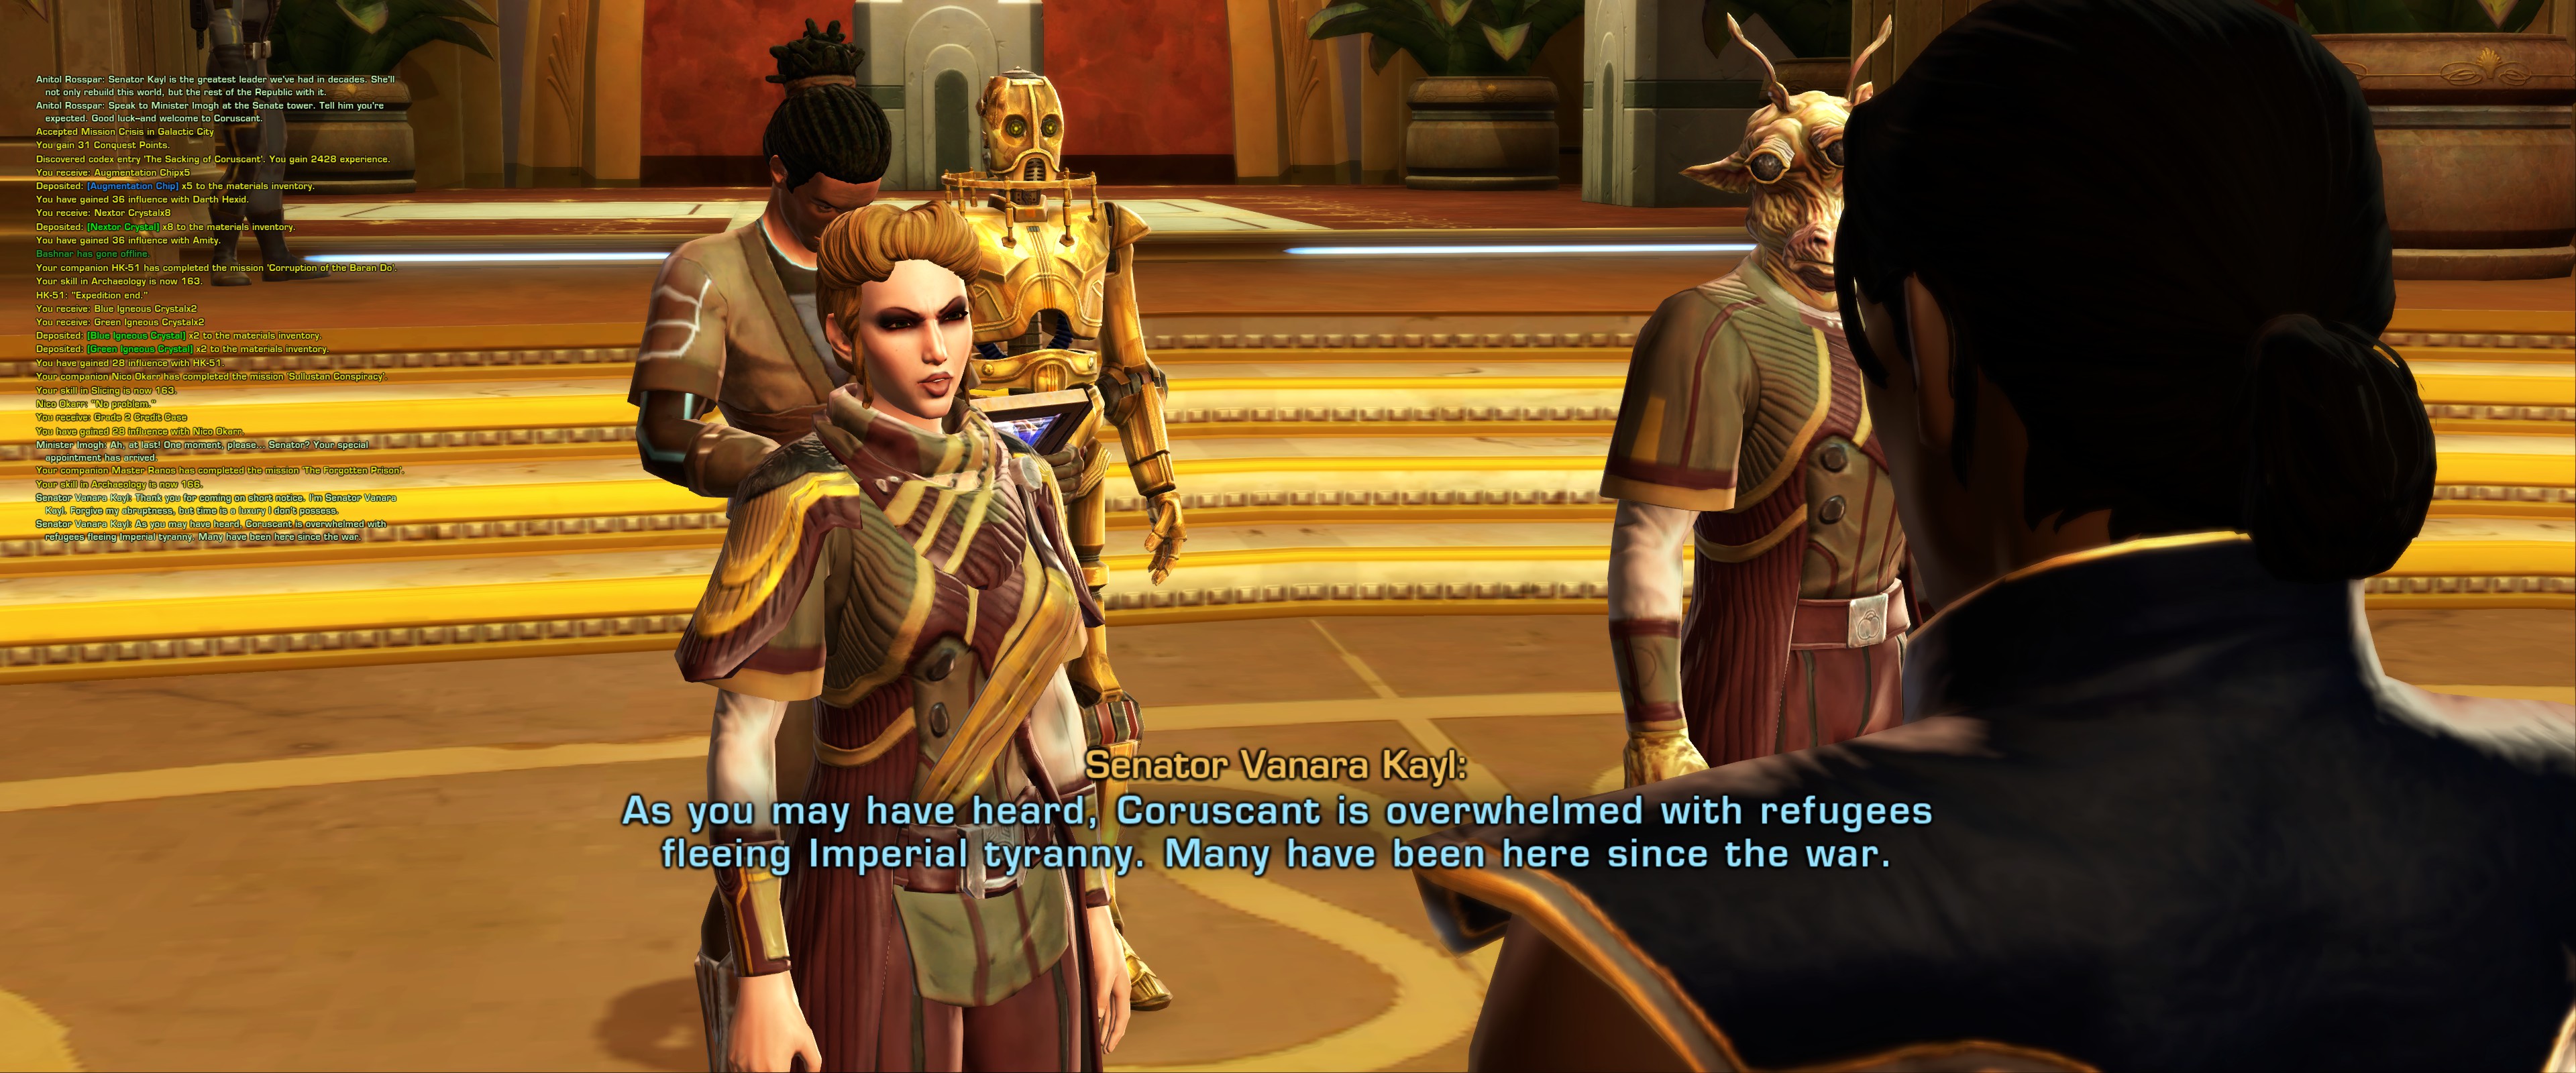 Anitol Rosspar: Senator Kayl is the greatest leader we've had in decades. She'll
not only rebuild this world, but the rest of the Republic with it.
Anitol Rosspar: Speak to Minister Imogh at the Senate tower. Tell him you're
expected. Good luck—and welcome to Coruscant.
Accepted Mission Crisis in Galactic City
You gain 31 Conquest Points.
Discovered codex entry 'The Sacking of Coruscant'. You gain 2428 experience.
You receive: Augmentation Chipx5
Deposited: [Augmentation Chip] x5 to the materials inventory.
You have gained 36 influence with Darth Hexid.
You receive: Nextor Crystalx8
Deposited: [Nextor Crystal] x8 to the materials inventory.
You have gained 36 influence with Amity.
Bashnar has gone offline.
Your companion HK-51 has completed the mission 'Corruption of the Baran Do'.
Your skill in Archaeology is now 163.
HK-51: "Expedition end."
You receive: Blue Igneous Crystalx2
You receive: Green Igneous Crystalx2
Deposited: [Blue Igneous Crystal] x2 to the materials inventory.
Deposited: [Green Igneous Crystal] x2 to the materials inventory.
You have gained 28 influence with HK-51.
Your companion Nico Okarr has completed the mission 'Sullustan Conspiracy'.
Your skill in Slicing is now 163.
Nico Okarr: "No problem."
You receive: Grade 2 Credit Case
You have gained 28 influence with Nico Okarr.
Minister Imogh: Ah, at last! One moment, please... Senator? Your special
appointment has arrived.
Your companion Master Ranos has completed the mission 'The Forgotten Prison'.
Your skill in Archaeology is now 166.
Senator Vanara Kayl: Thank you for coming on short notice. I'm Senator Vanara
Kayl. Forgive my abruptness, but time is a luxury I don't possess.
Senator Vanara Kayl: As you may have heard, Coruscant is overwhelmed with
refugees fleeing Imperial tyranny. Many have been here since the war.
Senator Vanara Kayl:
As you may have heard, Coruscant is overwhelmed with refugees
fleeing Imperial tyranny. Many have been here since the war.